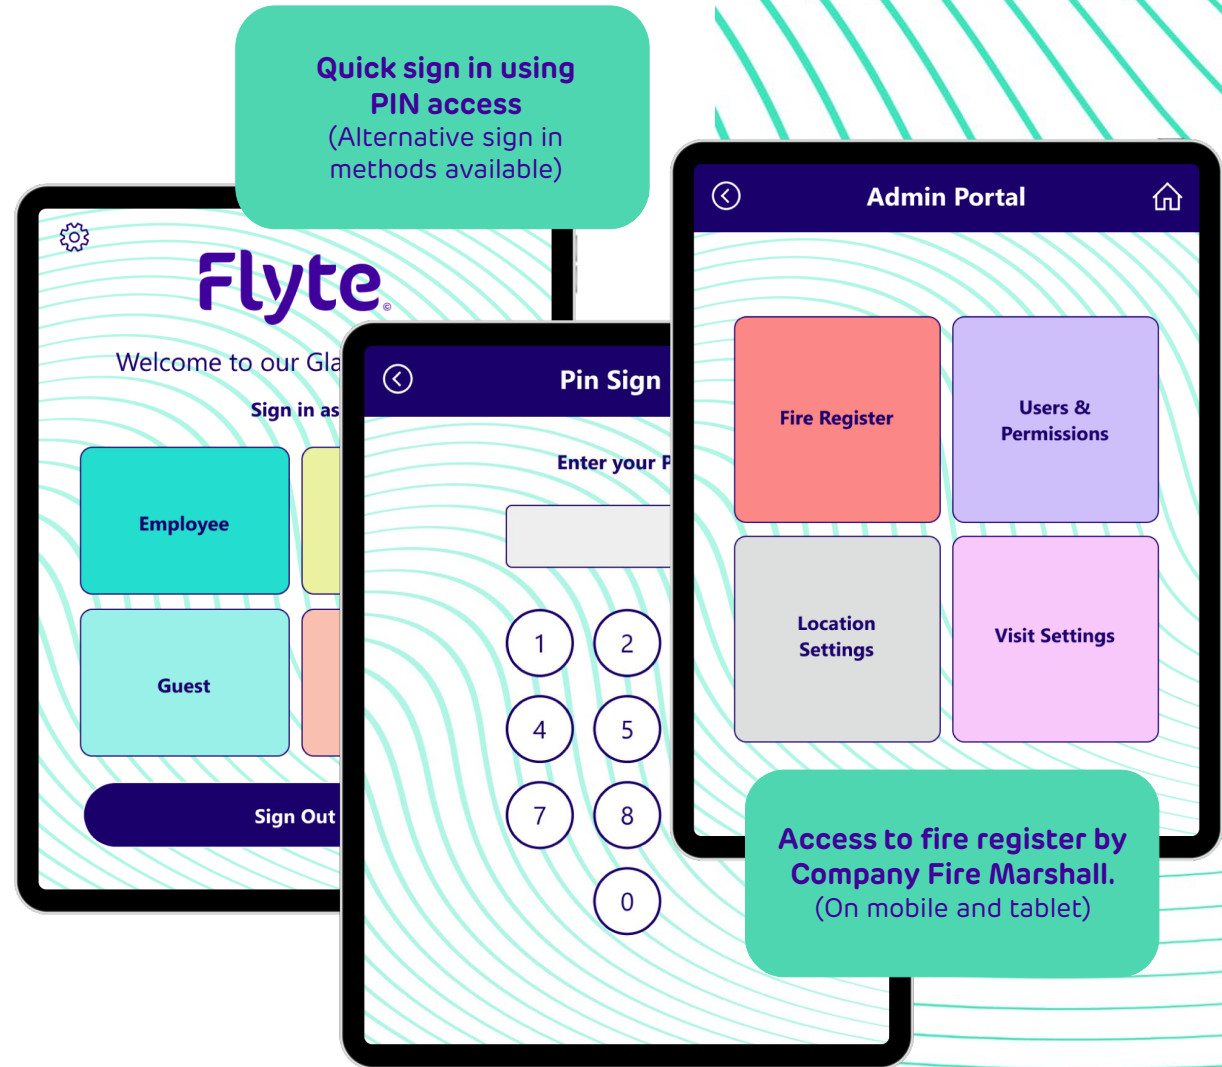 Quick sign in using
PIN access
(Alternative sign in
methods available)
Flyte
©
Welcome to our
Sign in as
Employee
Guest
Sign Out
Pin Sign
Enter your
1
2
4
5
7
8
0
Admin Portal
Fire Register
Users &
Permissions
Location
Settings
Visit Settings
Access to fire register by
Company Fire Marshall.
(On mobile and tablet)